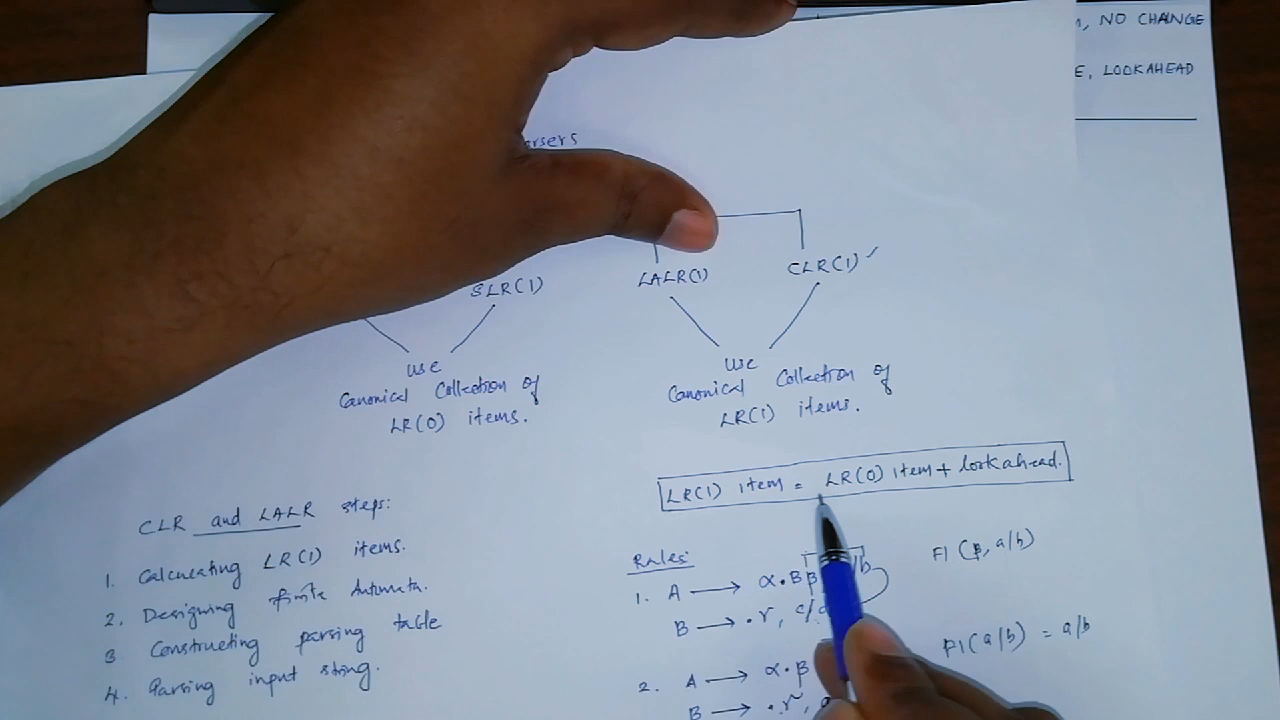 , NO CHANGE
E, LOOKAHEAD
SLR(1)
LALR(1)
CLR(1) ✓
use
Canonical Collection of
LR(0) items.
use
Canonical Collection of
LR(1) items.
LR(1) item = LR(0) item + lookahead.
CLR and LALR steps:
1. Calculating LR(1) items.
2. Designing finite Automata.
3 Constructing parsing table
4. Parsing input string.
Rules
1. A → α.Bβ
B → .r,
FI (β, a/b)
FI(a/b) = a/b
2. A → α.β
B → .r,